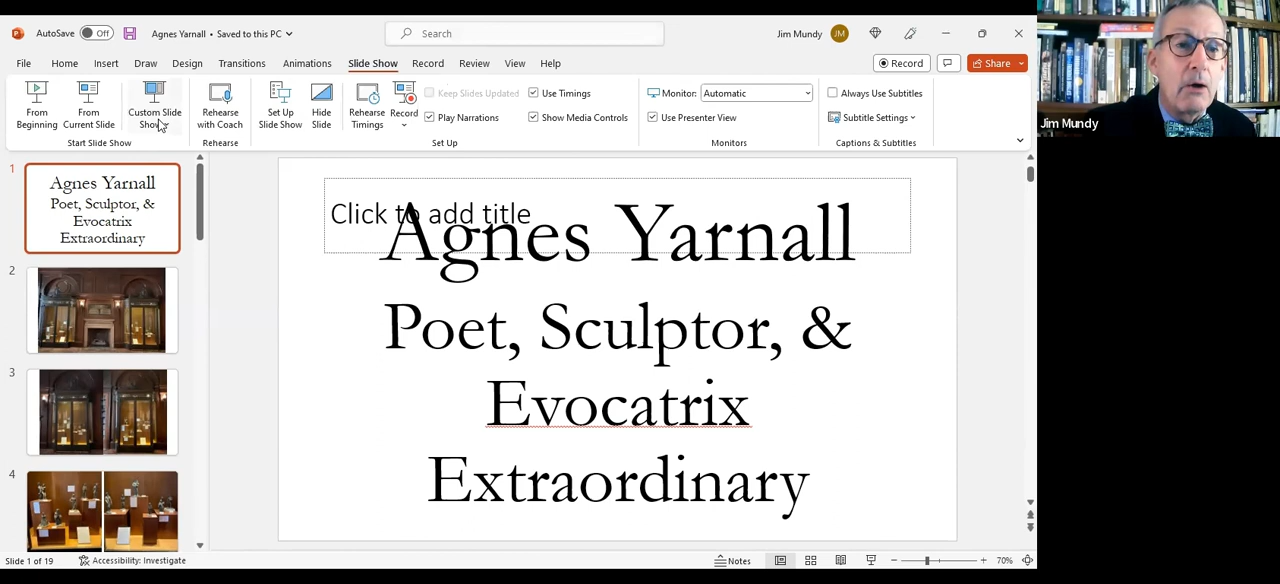 AutoSave Off Agnes Yarnall • Saved to this PC Search Jim Mundy JM
File Home Insert Draw Design Transitions Animations Slide Show Record Review View Help Record Share
From Beginning
From Current Slide
Custom Slide Show
Start Slide Show
Rehearse with Coach
Rehearse
Set Up Slide Show
Hide Slide
Rehearse Timings
Record
Keep Slides Updated
Play Narrations
Use Timings
Show Media Controls
Set Up
Monitor: Automatic
Use Presenter View
Monitors
Always Use Subtitles
Subtitle Settings
Captions & Subtitles
Jim Mundy
1
Agnes Yarnall
Poet, Sculptor, &
Evocatrix
Extraordinary
2
3
4
Click to add title
Agnes Yarnall
Poet, Sculptor, &
Evocatrix
Extraordinary
Slide 1 of 19 Accessibility: Investigate Notes 70%